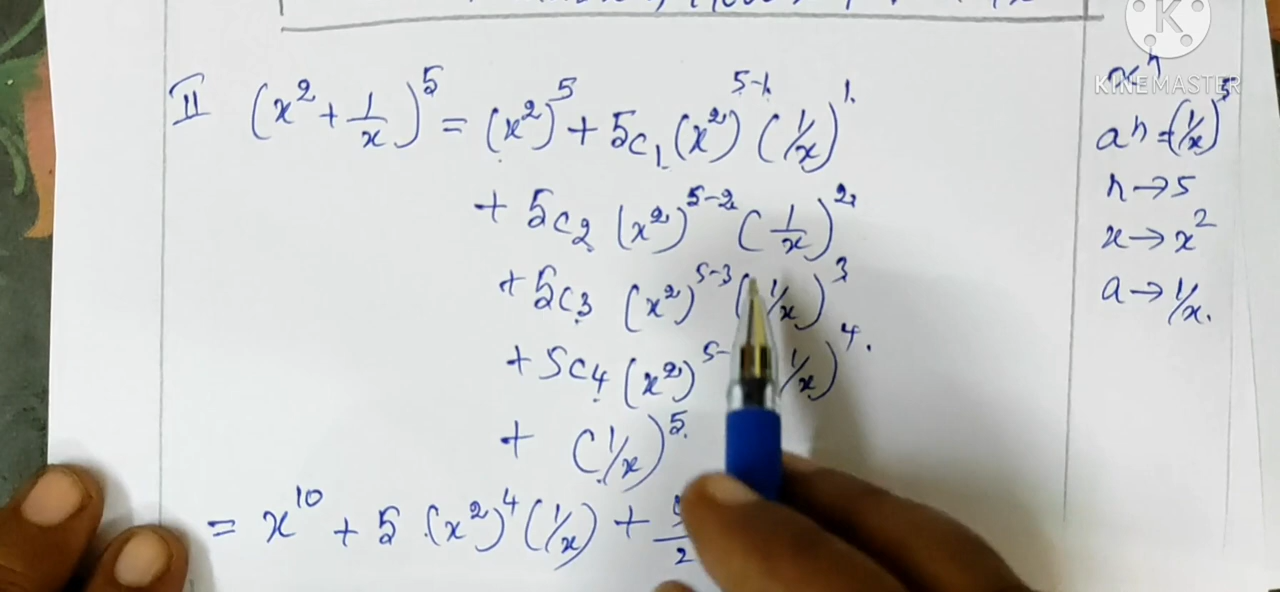 K
KINEMASTER
II (x² + 1/x)⁵ = (x²)⁵ + 5c₁ (x²)⁵⁻¹ (1/x)¹
+ 5c₂ (x²)⁵⁻² (1/x)²
+ 5c₃ (x²)⁵⁻³ (1/x)³
+ 5c₄ (x²)⁵⁻ (1/x)⁴.
+ (1/x)⁵
= x¹⁰ + 5 (x²)⁴ (1/x) +
xⁿ
aⁿ = (1/x)⁵
n → 5
x → x²
a → 1/x.